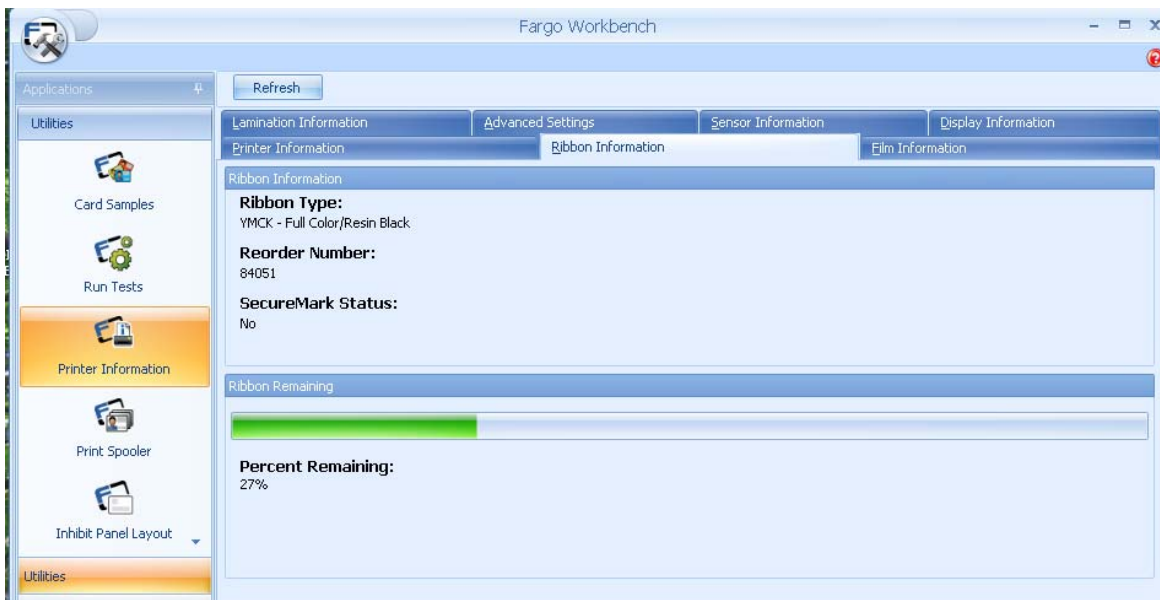 Fargo Workbench
Applications
Refresh
Utilities
Card Samples
Run Tests
Printer Information
Print Spooler
Inhibit Panel Layout
Utilities
Lamination Information
Advanced Settings
Sensor Information
Display Information
Printer Information
Ribbon Information
Film Information
Ribbon Information
Ribbon Type:
YMCK - Full Color/Resin Black
Reorder Number:
84051
SecureMark Status:
No
Ribbon Remaining
Percent Remaining:
27%